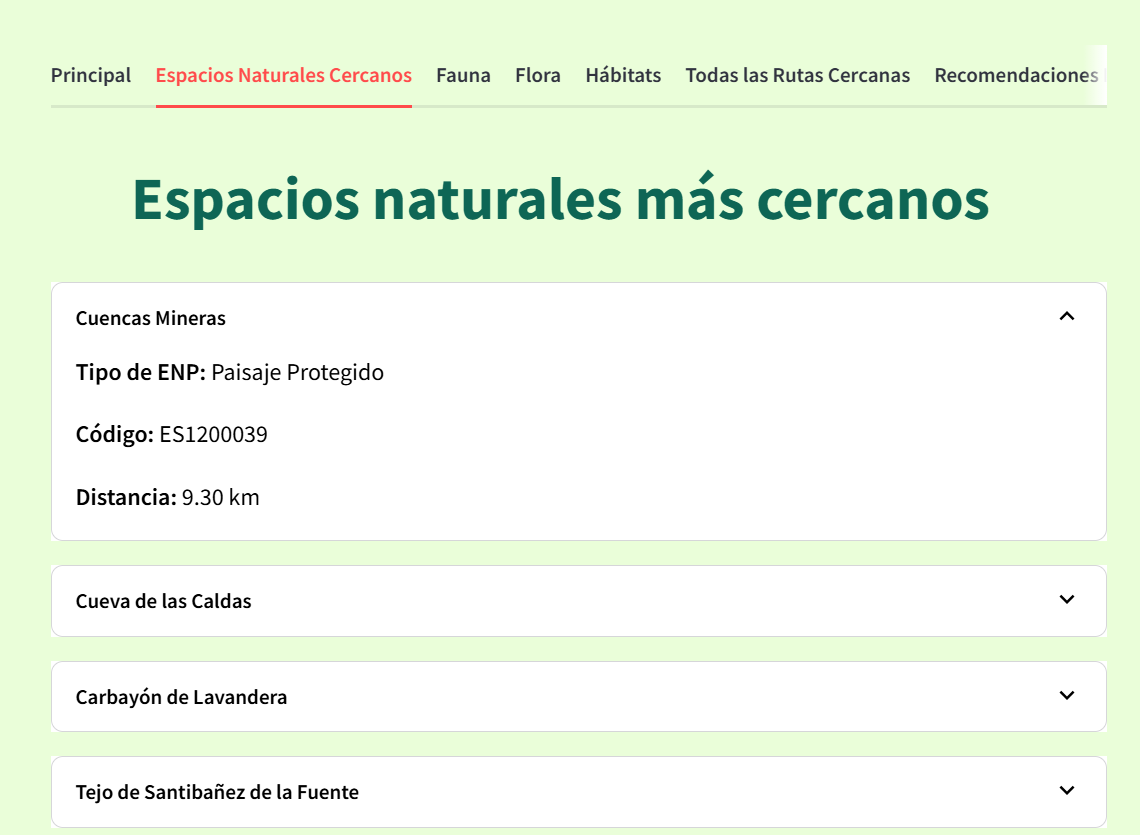 Principal Espacios Naturales Cercanos Fauna Flora Hábitats Todas las Rutas Cercanas Recomendaciones
Espacios naturales más cercanos
Cuencas Mineras
Tipo de ENP: Paisaje Protegido
Código: ES1200039
Distancia: 9.30 km
Cueva de las Caldas
Carbayón de Lavandera
Tejo de Santibañez de la Fuente